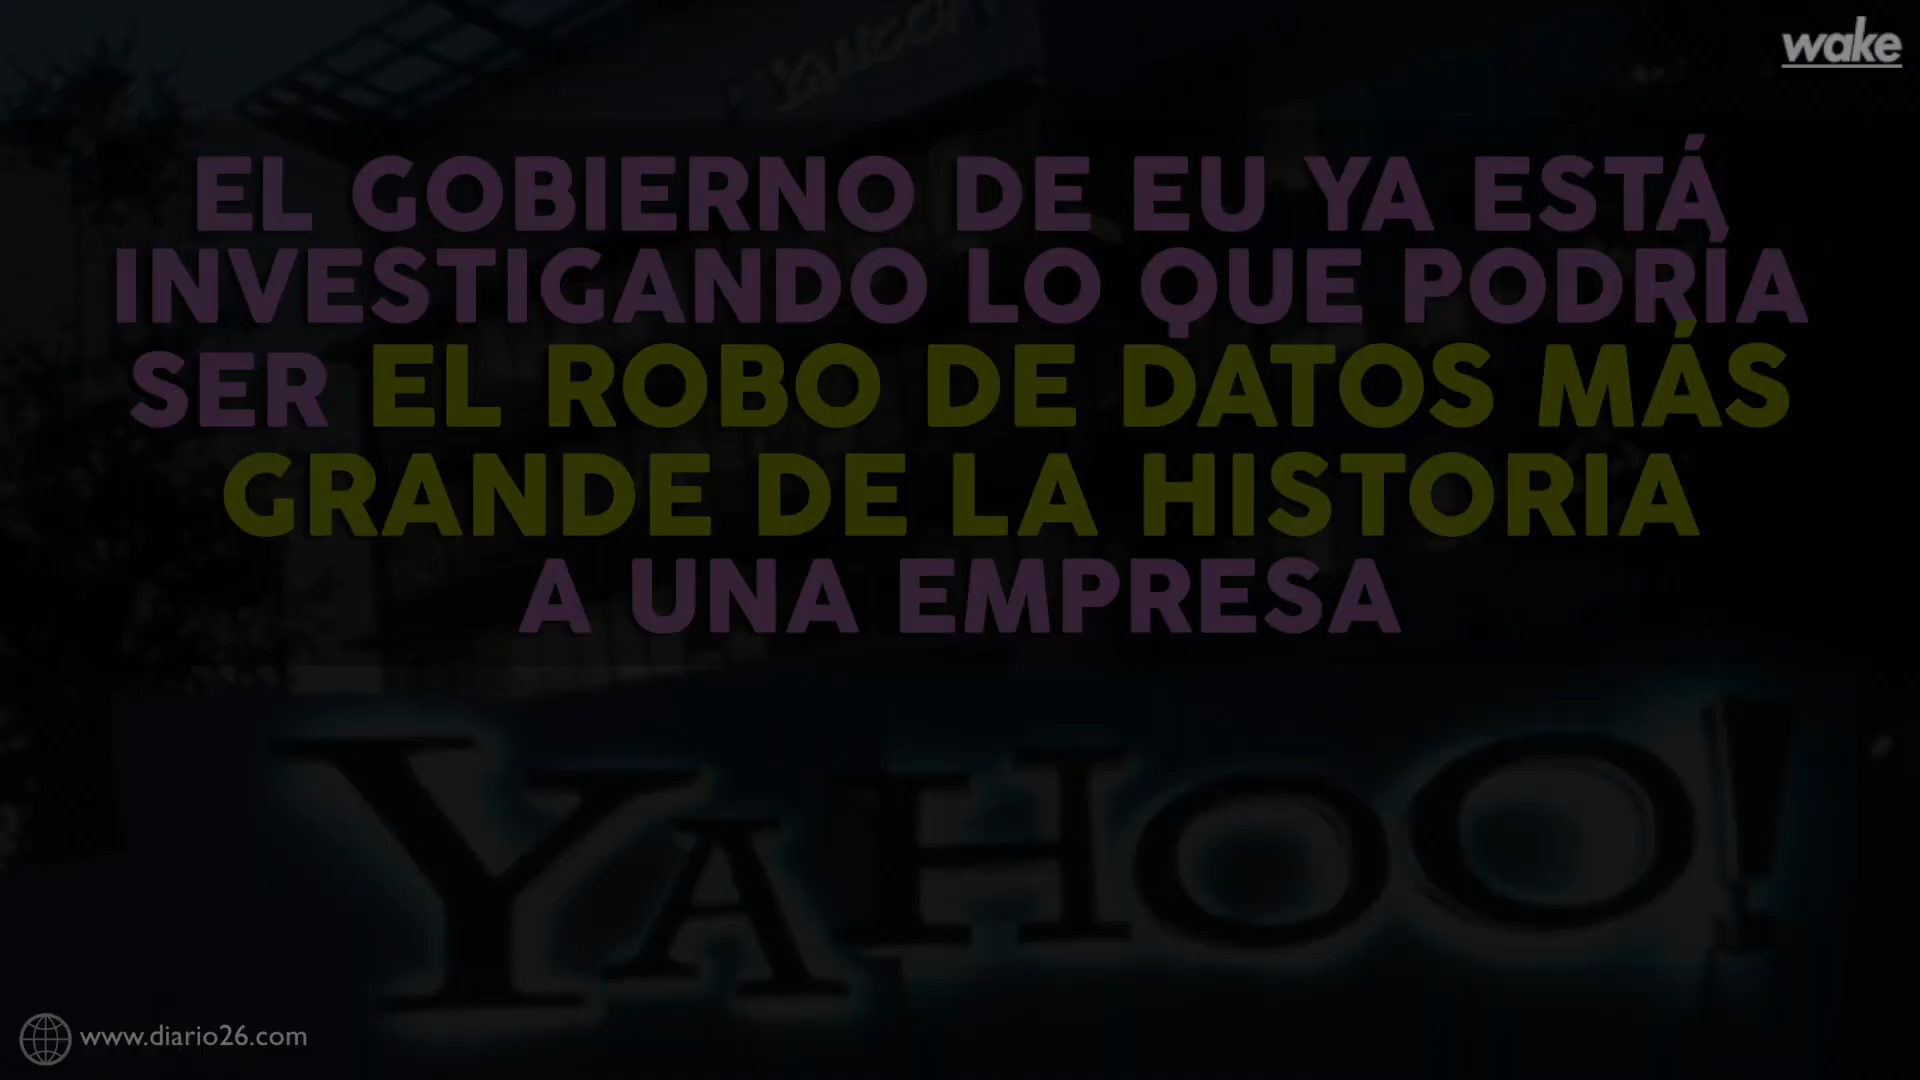 YAHOO!
wake
EL GOBIERNO DE EU YA ESTÁ
INVESTIGANDO LO QUE PODRÍA
SER EL ROBO DE DATOS MÁS
GRANDE DE LA HISTORIA
A UNA EMPRESA
YAHOO!
www.diario26.com